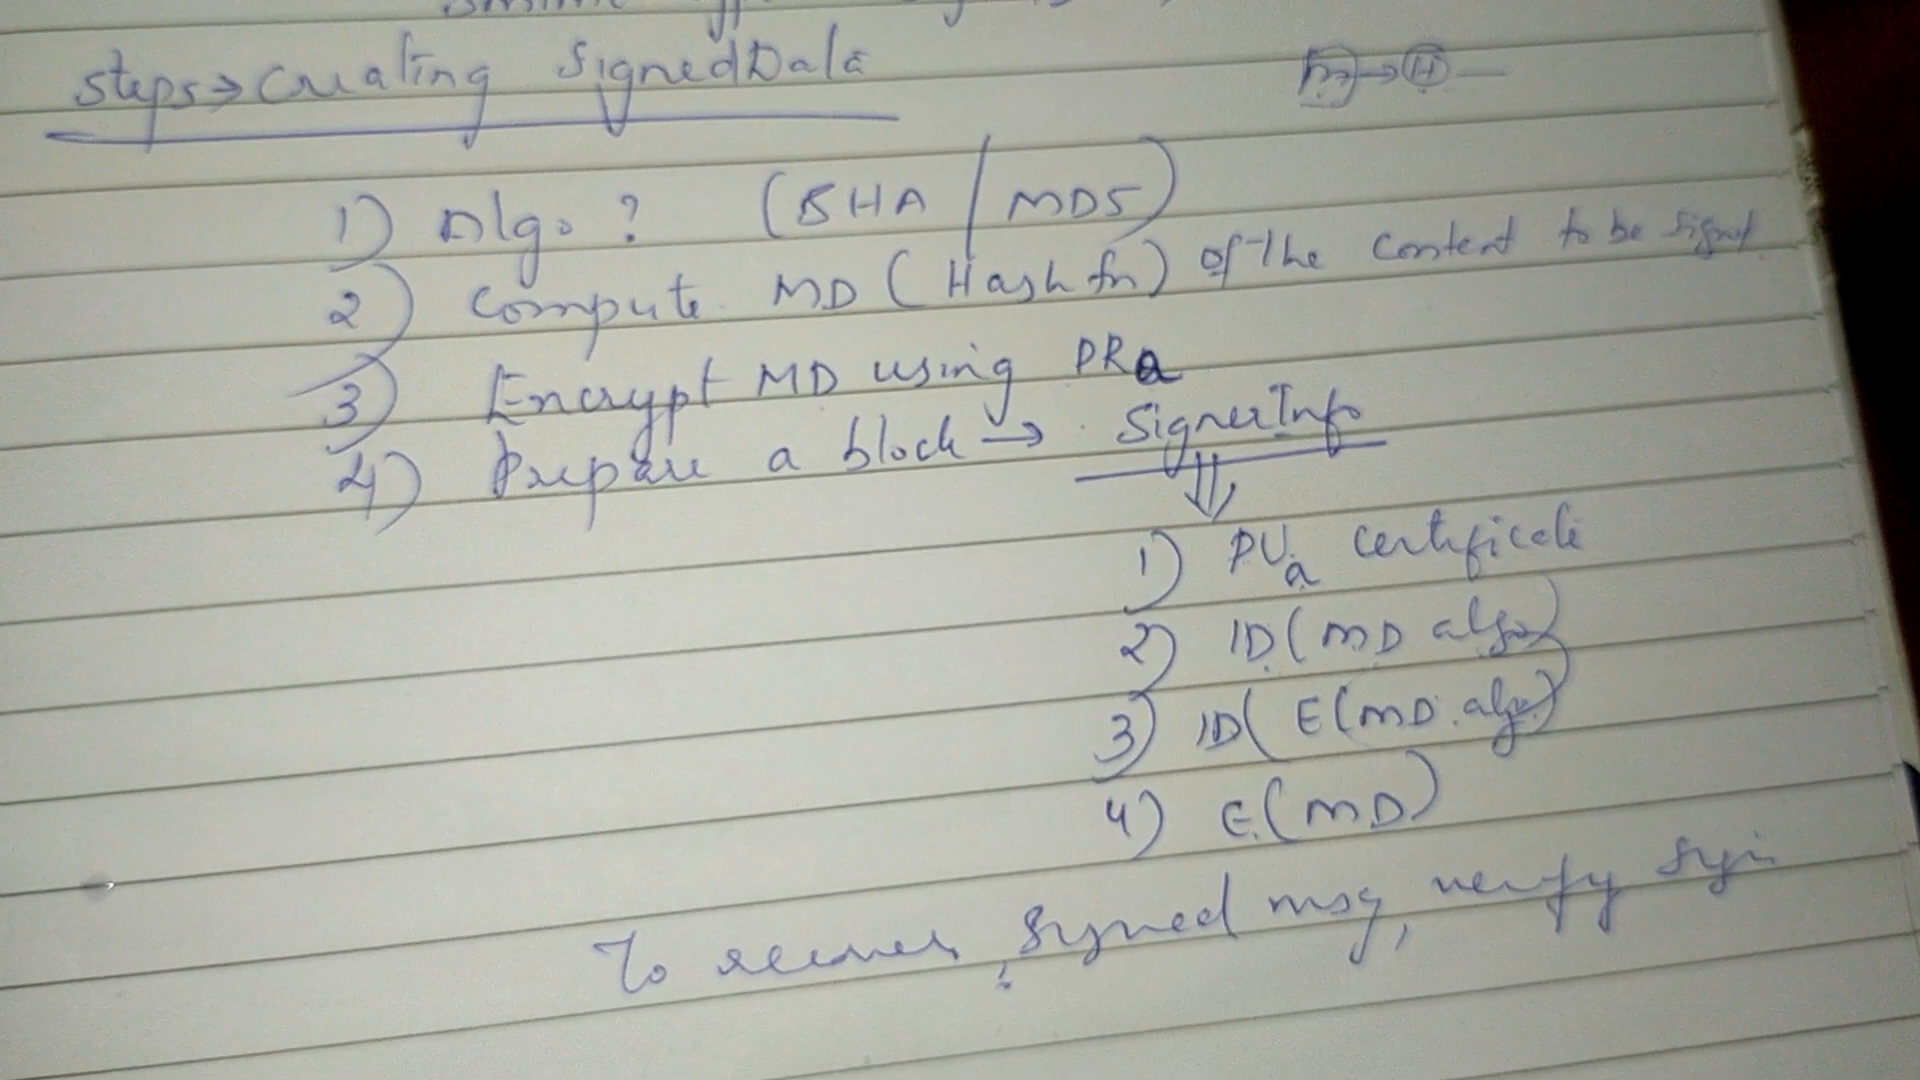 Steps → Creating SignedData
m → H
1) Algo ? (SHA / MD5)
2) Compute MD (Hash fn) of the content to be signed
3) Encrypt MD using PRa
4) Prepare a block → SignerInfo
1) PUa certificate
2) ID (MD algo)
3) ID( E(MD.algo)
4) E(MD)
To recover signed msg, verify sign